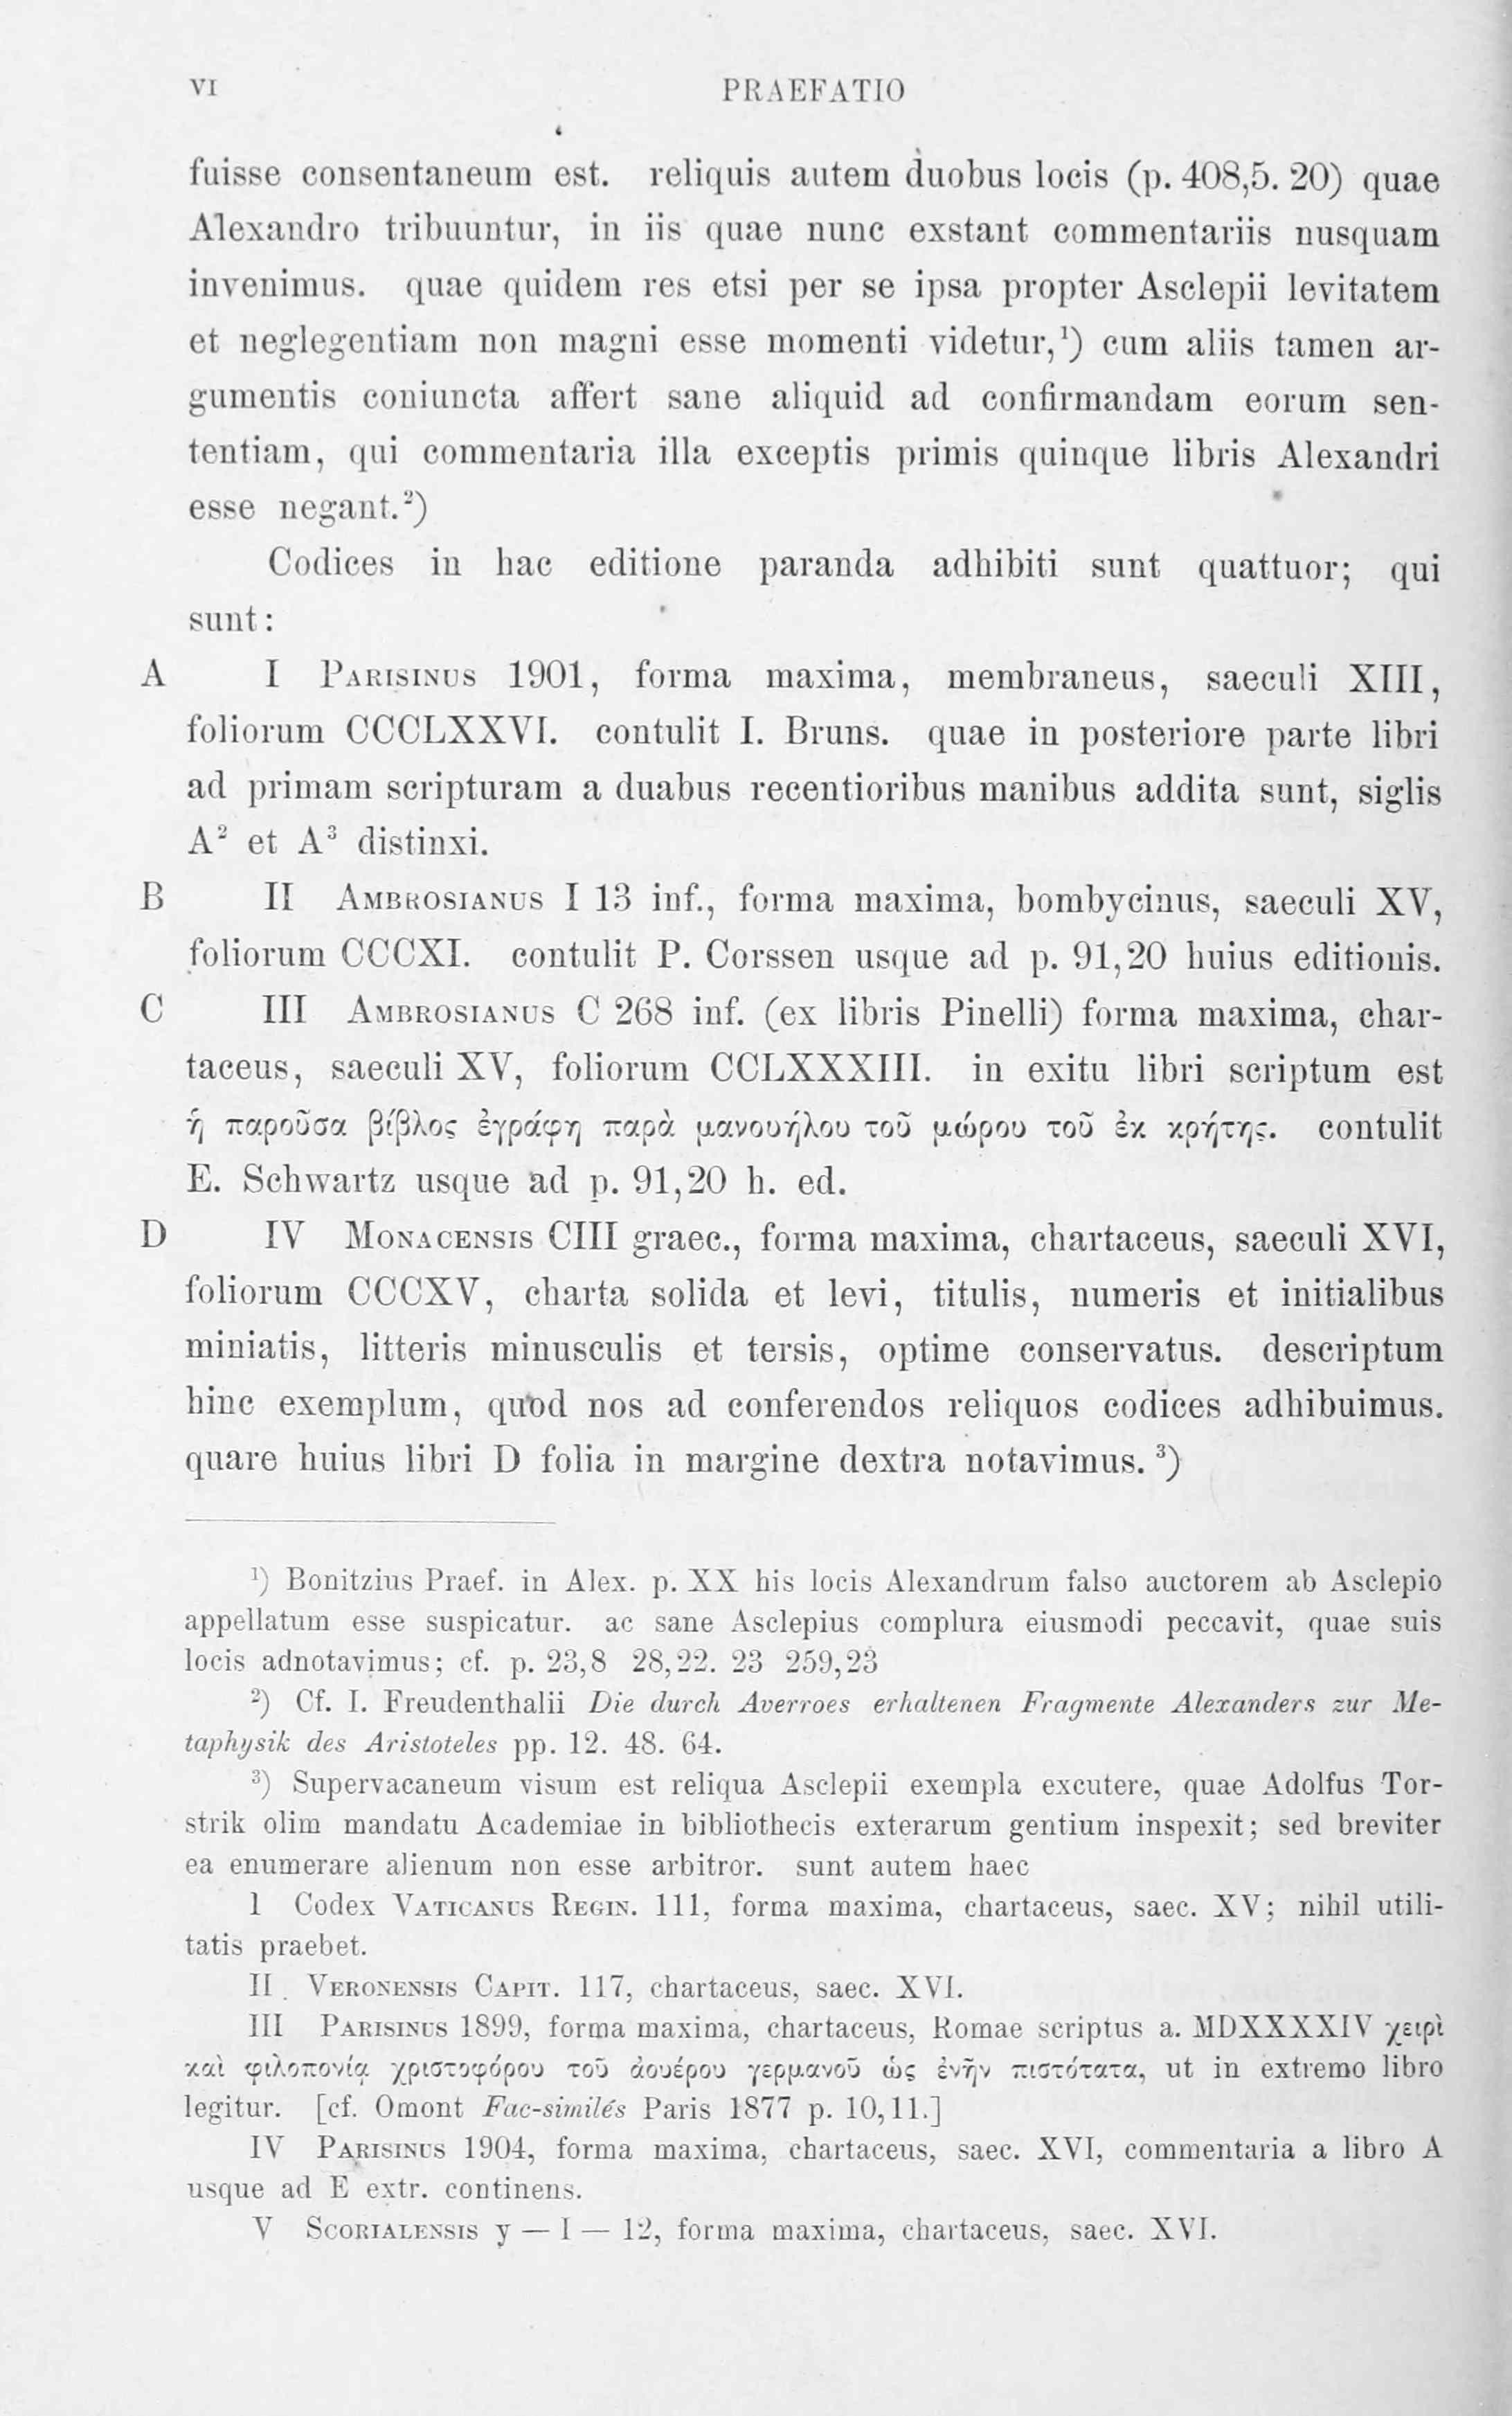 VI PRAEFATIO
fuisse consentaneum est. reliquis autem duobus locis (p. 408,5. 20) quae
Alexandro tribuuntur, in iis quae nunc exstant commentariis nusquam
invenimus. quae quidem res etsi per se ipsa propter Asclepii levitatem
et neglegentiam non magni esse momenti videtur,¹) cum aliis tamen ar-
gumentis coniuncta affert sane aliquid ad confirmandam eorum sen-
tentiam, qui commentaria illa exceptis primis quinque libris Alexandri
esse negant.²)
Codices in hac editione paranda adhibiti sunt quattuor; qui
sunt:
A I PARISINUS 1901, forma maxima, membraneus, saeculi XIII,
foliorum CCCLXXVI. contulit I. Bruns. quae in posteriore parte libri
ad primam scripturam a duabus recentioribus manibus addita sunt, siglis
A² et A³ distinxi.
B II AMBROSIANUS I 13 inf., forma maxima, bombycinus, saeculi XV,
foliorum CCCXI. contulit P. Corssen usque ad p. 91,20 huius editionis.
C III AMBROSIANUS C 268 inf. (ex libris Pinelli) forma maxima, char-
taceus, saeculi XV, foliorum CCLXXXIII. in exitu libri scriptum est
ἡ παροῦσα βίβλος ἐγράφη παρὰ μανουήλου τοῦ μώρου τοῦ ἐκ κρήτης. contulit
E. Schwartz usque ad p. 91,20 h. ed.
D IV MONACENSIS CIII graec., forma maxima, chartaceus, saeculi XVI,
foliorum CCCXV, charta solida et levi, titulis, numeris et initialibus
miniatis, litteris minusculis et tersis, optime conservatus. descriptum
hinc exemplum, quod nos ad conferendos reliquos codices adhibuimus.
quare huius libri D folia in margine dextra notavimus.³)
¹) Bonitzius Praef. in Alex. p. XX his locis Alexandrum falso auctorem ab Asclepio
appellatum esse suspicatur. ac sane Asclepius complura eiusmodi peccavit, quae suis
locis adnotavimus; cf. p. 23,8 28,22. 23 259,23
²) Cf. I. Freudenthalii Die durch Averroes erhaltenen Fragmente Alexanders zur Me-
taphysik des Aristoteles pp. 12. 48. 64.
³) Supervacaneum visum est reliqua Asclepii exempla excutere, quae Adolfus Tor-
strik olim mandatu Academiae in bibliothecis exterarum gentium inspexit; sed breviter
ea enumerare alienum non esse arbitror. sunt autem haec
I Codex VATICANUS REGIN. 111, forma maxima, chartaceus, saec. XV; nihil utili-
tatis praebet.
II. VERONENSIS CAPIT. 117, chartaceus, saec. XVI.
III PARISINUS 1899, forma maxima, chartaceus, Romae scriptus a. MDXXXXIV χειρὶ
καὶ φιλοπονίᾳ χριστοφόρου τοῦ ἀουέρου γερμανοῦ ὡς ἐνῆν πιστότατα, ut in extremo libro
legitur. [cf. Omont Fac-similés Paris 1877 p. 10,11.]
IV PARISINUS 1904, forma maxima, chartaceus, saec. XVI, commentaria a libro A
usque ad E extr. continens.
V SCORIALENSIS y — I — 12, forma maxima, chartaceus, saec. XVI.